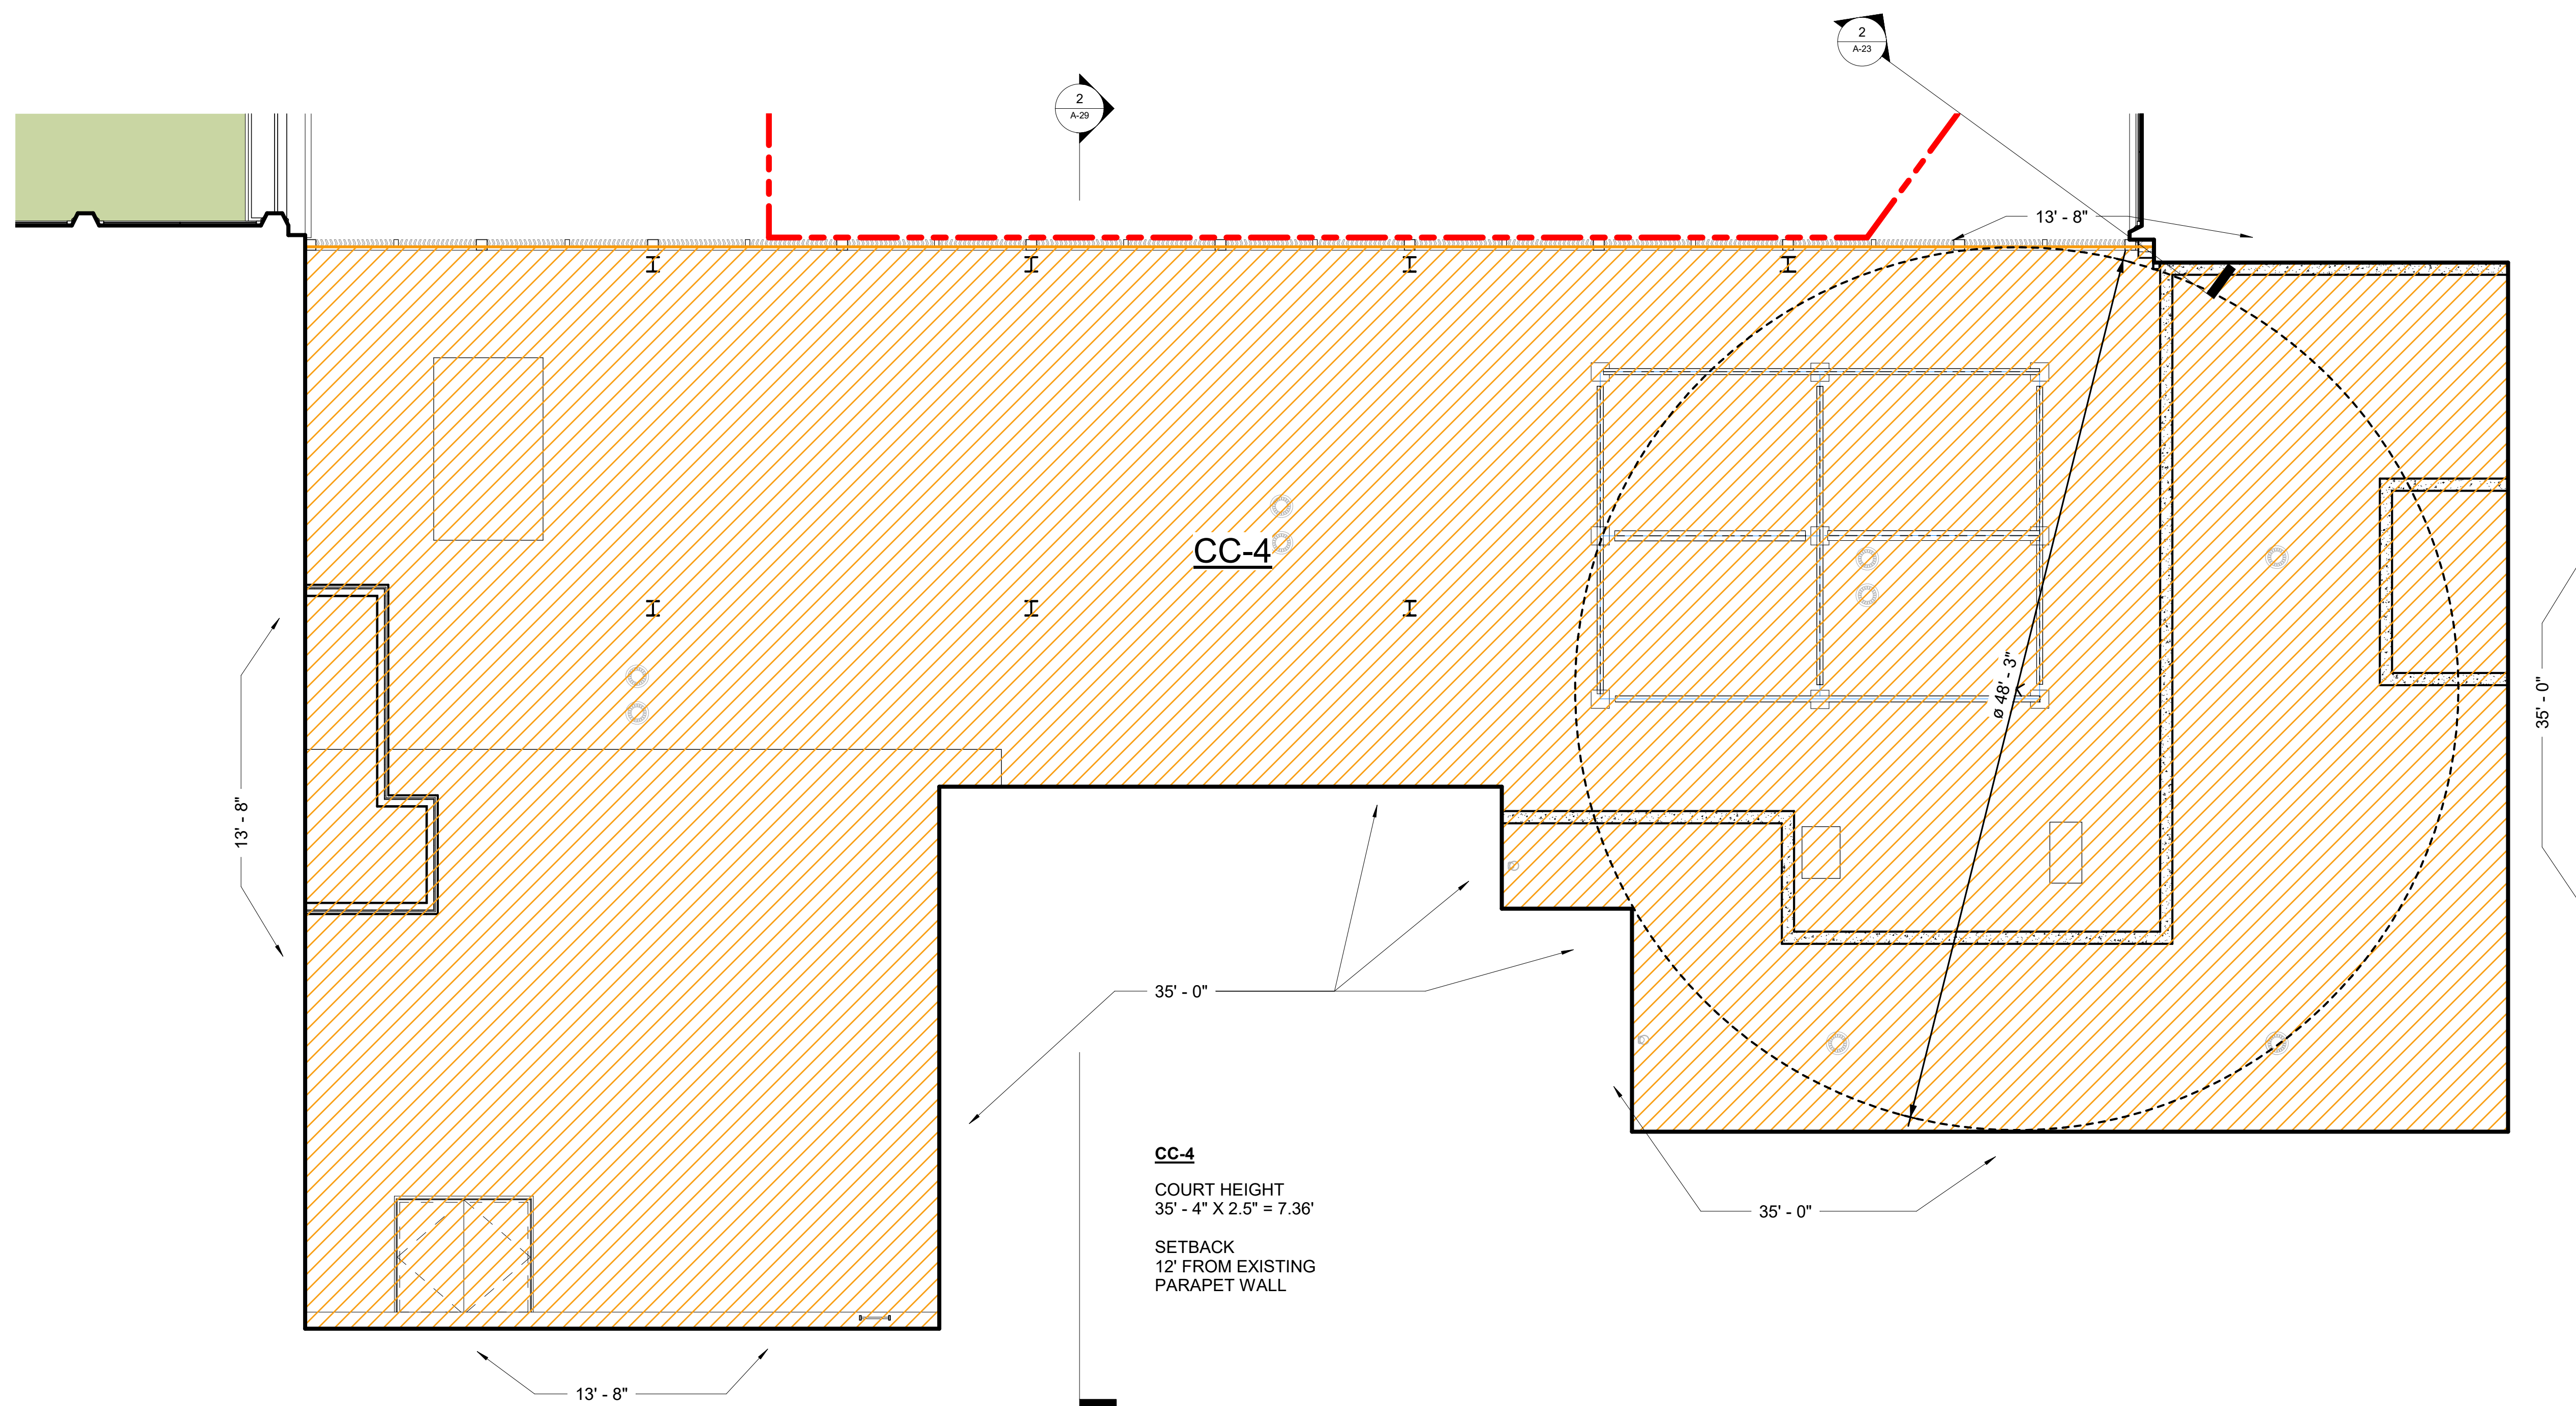 2
A-23
2
A-29
13' - 8"
CC-4
ø 48' - 3"
35' - 0"
13' - 8"
35' - 0"
CC-4
COURT HEIGHT
35' - 4" X 2.5" = 7.36'
SETBACK
12' FROM EXISTING
PARAPET WALL
35' - 0"
13' - 8"